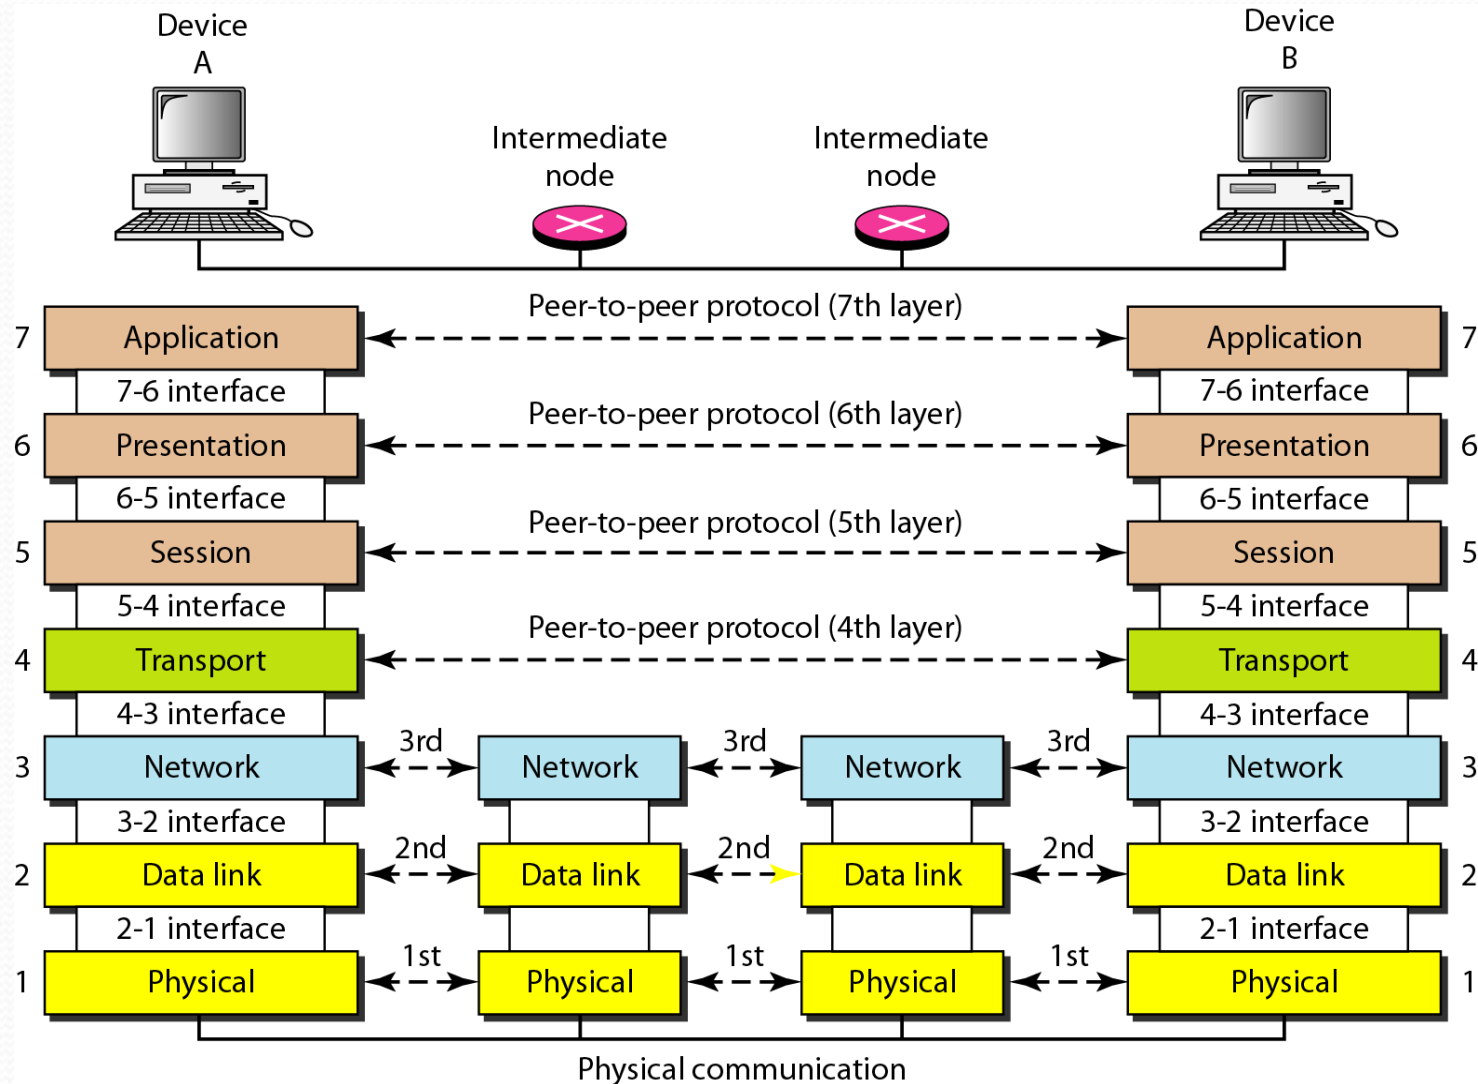 Device
A
Device
B
Intermediate
node
Intermediate
node
Peer-to-peer protocol (7th layer)
7 Application Application 7
7-6 interface 7-6 interface
Peer-to-peer protocol (6th layer)
6 Presentation Presentation 6
6-5 interface 6-5 interface
Peer-to-peer protocol (5th layer)
5 Session Session 5
5-4 interface 5-4 interface
Peer-to-peer protocol (4th layer)
4 Transport Transport 4
4-3 interface 4-3 interface
3rd 3rd 3rd
3 Network Network Network Network 3
3-2 interface 3-2 interface
2nd 2nd 2nd
2 Data link Data link Data link Data link 2
2-1 interface 2-1 interface
1st 1st 1st
1 Physical Physical Physical Physical 1
Physical communication